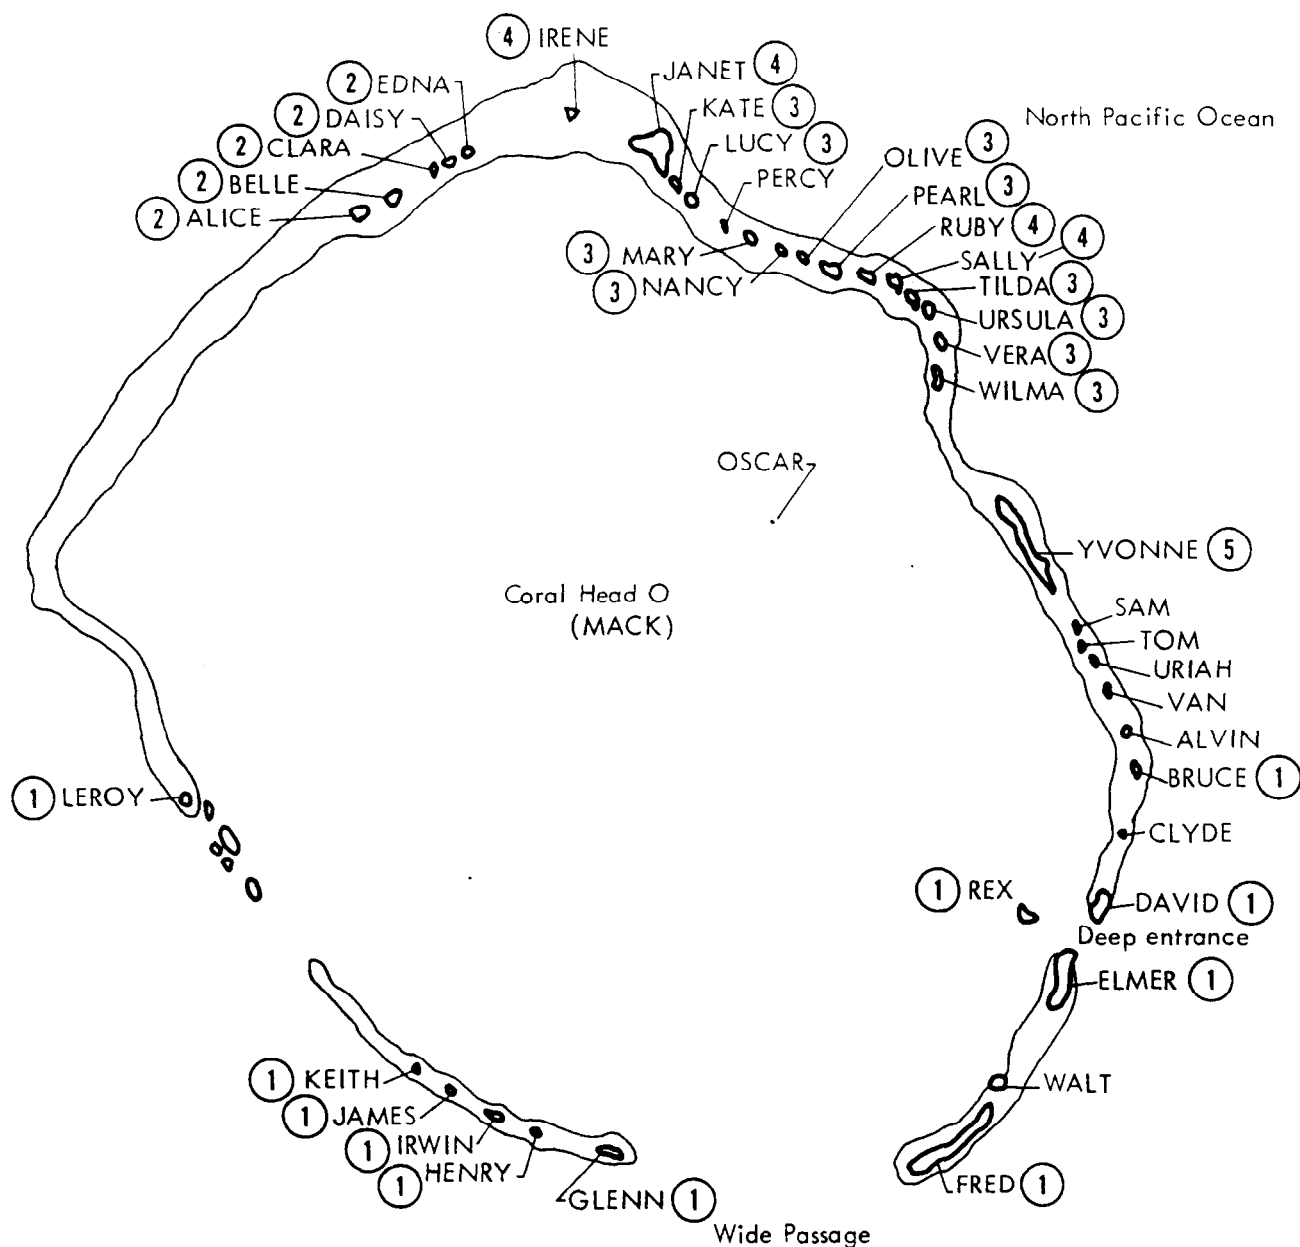 4 IRENE
JANET 4
2 EDNA
KATE 3
2 DAISY
North Pacific Ocean
LUCY 3
2 CLARA
OLIVE 3
PERCY
2 BELLE
PEARL 3
2 ALICE
RUBY 4
3 MARY
SALLY 4
3 NANCY
TILDA 3
URSULA 3
VERA 3
WILMA 3
OSCAR
YVONNE 5
Coral Head O
(MACK)
SAM
TOM
URIAH
VAN
ALVIN
BRUCE 1
1 LEROY
CLYDE
1 REX
DAVID 1
Deep entrance
ELMER 1
1 KEITH
WALT
1 JAMES
1 IRWIN
1 HENRY
FRED 1
GLENN 1
Wide Passage